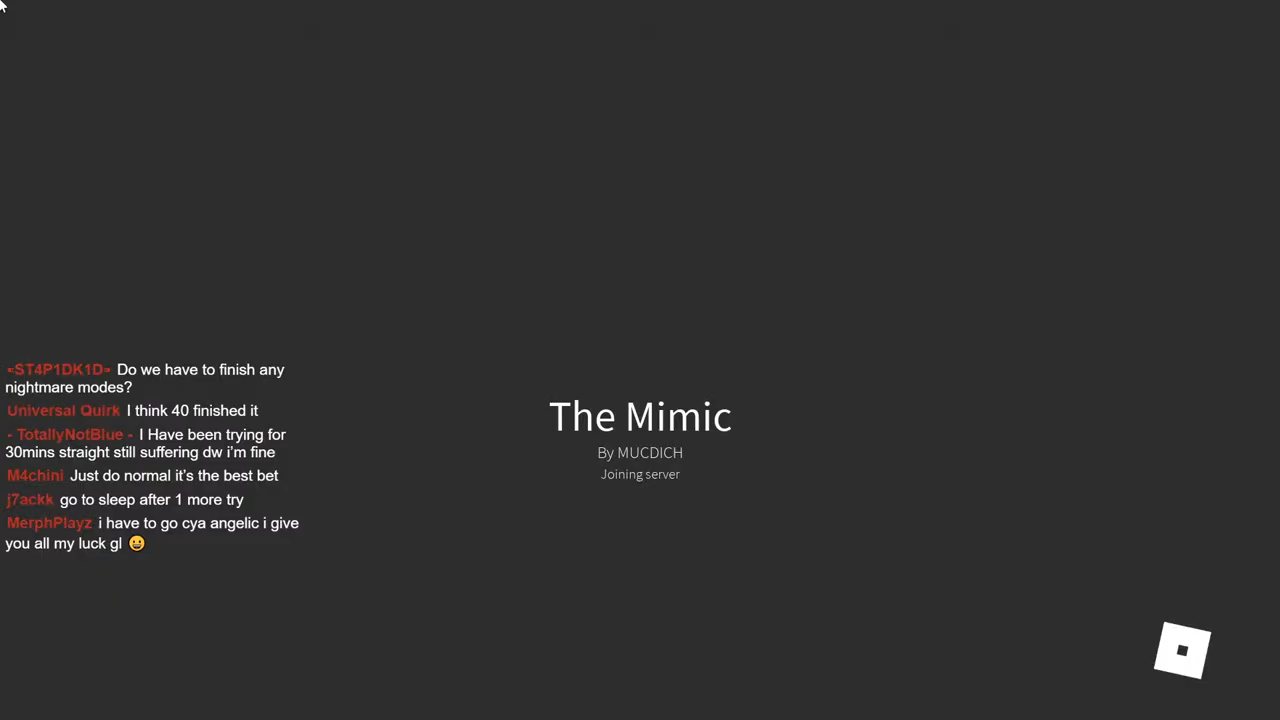 =ST4P1DK1D= Do we have to finish any
nightmare modes?
Universal Quirk I think 40 finished it
- TotallyNotBlue - I Have been trying for
30mins straight still suffering dw i’m fine
M4chini Just do normal it’s the best bet
j7ackk go to sleep after 1 more try
MerphPlayz i have to go cya angelic i give
you all my luck gl 😀
The Mimic
By MUCDICH
Joining server